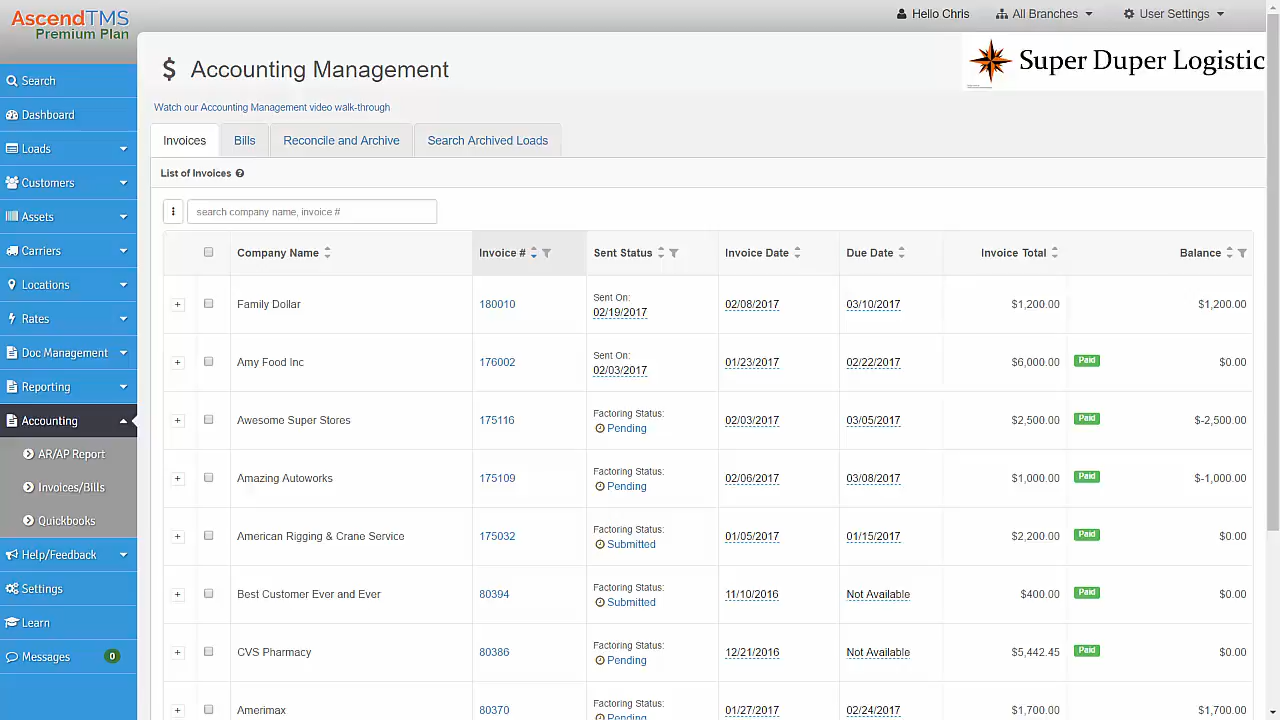 AscendTMS
Premium Plan
Hello Chris
All Branches
User Settings
Search
Dashboard
Loads
Customers
Assets
Carriers
Locations
Rates
Doc Management
Reporting
Accounting
AR/AP Report
Invoices/Bills
Quickbooks
Help/Feedback
Settings
Learn
Messages 0
$ Accounting Management
Super Duper Logistic
Watch our Accounting Management video walk-through
Invoices Bills Reconcile and Archive Search Archived Loads
List of Invoices
search company name, invoice #
Company Name Invoice # Sent Status Invoice Date Due Date Invoice Total Balance
Family Dollar 180010 Sent On: 02/19/2017 02/08/2017 03/10/2017 $1,200.00 $1,200.00
Amy Food Inc 176002 Sent On: 02/03/2017 01/23/2017 02/22/2017 $6,000.00 Paid $0.00
Awesome Super Stores 175116 Factoring Status: Pending 02/03/2017 03/05/2017 $2,500.00 Paid $-2,500.00
Amazing Autoworks 175109 Factoring Status: Pending 02/06/2017 03/08/2017 $1,000.00 Paid $-1,000.00
American Rigging & Crane Service 175032 Factoring Status: Submitted 01/05/2017 01/15/2017 $2,200.00 Paid $0.00
Best Customer Ever and Ever 80394 Factoring Status: Submitted 11/10/2016 Not Available $400.00 Paid $0.00
CVS Pharmacy 80386 Factoring Status: Pending 12/21/2016 Not Available $5,442.45 Paid $0.00
Amerimax 80370 Factoring Status: Pending 01/27/2017 02/24/2017 $1,700.00 $1,700.00